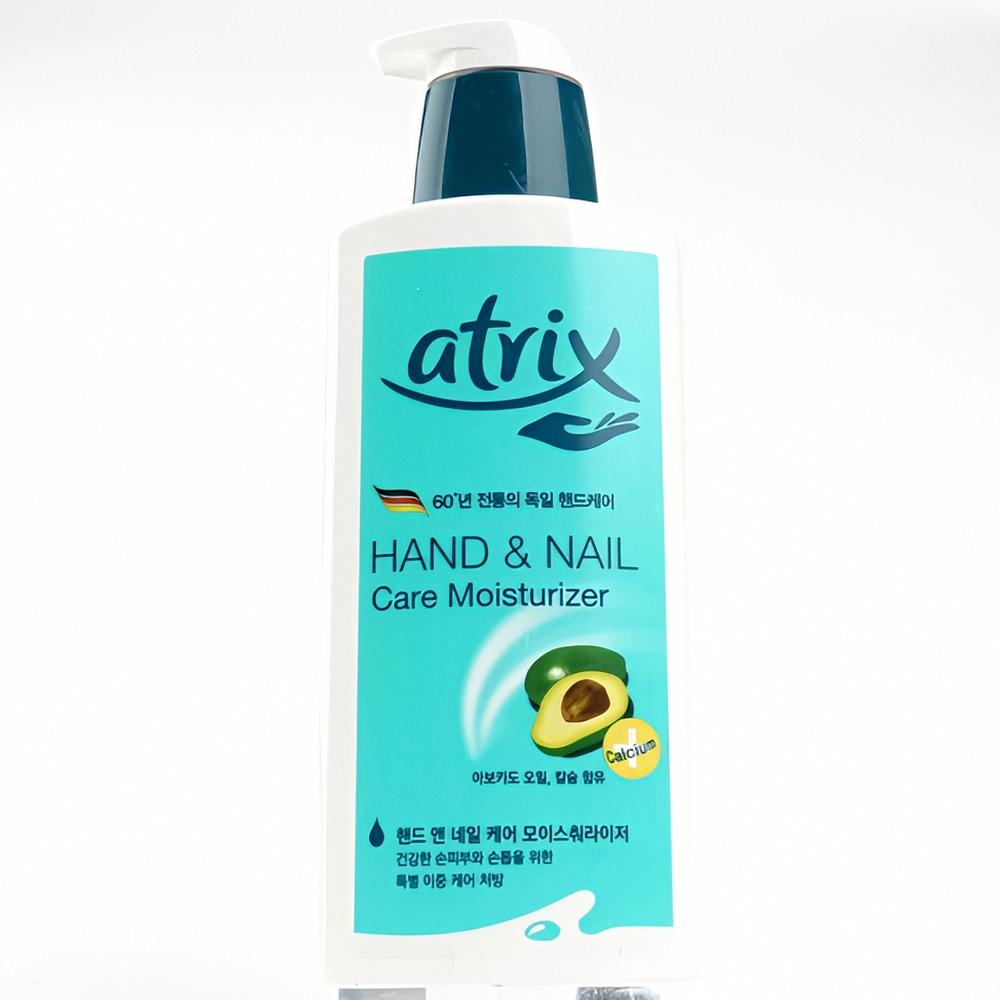 atrix
60*년 전통의 독일 핸드케어
HAND & NAIL
Care Moisturizer
Calcium
아보카도 오일, 칼슘 함유
핸드 앤 네일 케어 모이스춰라이저
건강한 손피부와 손톱을 위한
특별 이중 케어 처방